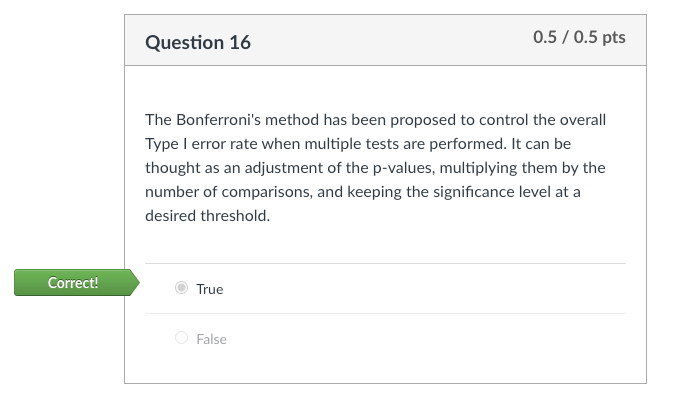 Question 16
0.5 / 0.5 pts
The Bonferroni's method has been proposed to control the overall
Type I error rate when multiple tests are performed. It can be
thought as an adjustment of the p-values, multiplying them by the
number of comparisons, and keeping the significance level at a
desired threshold.
Correct!
True
False